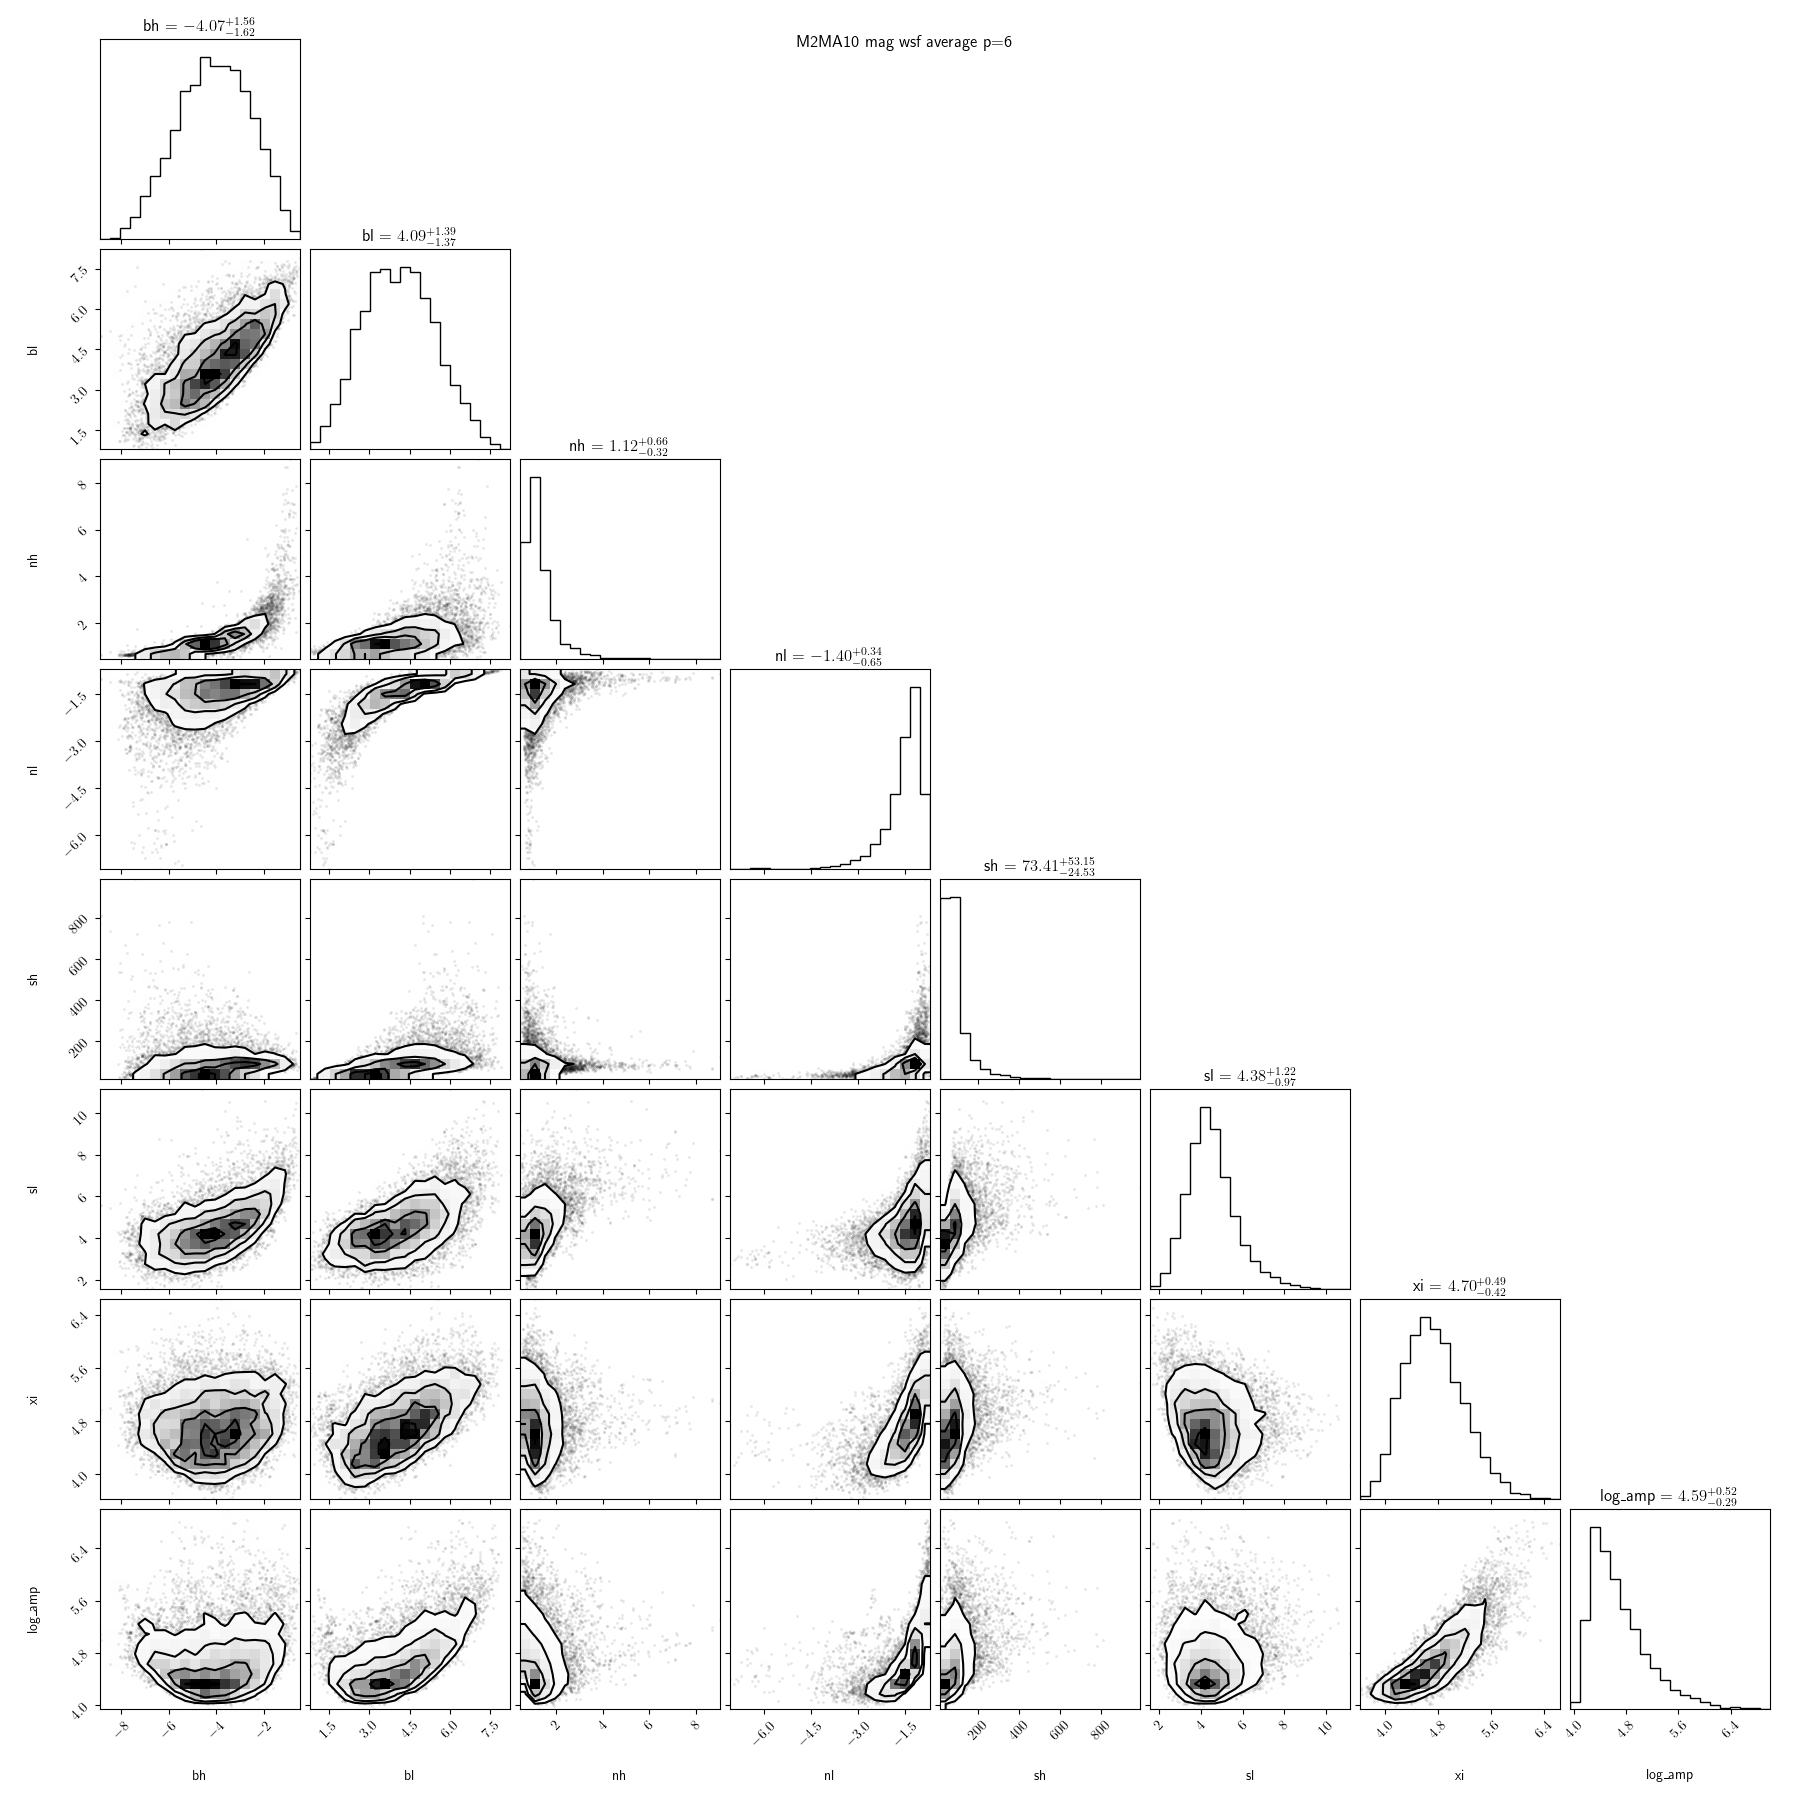 M2MA10 mag wsf average p=6
bh = −4.07+1.56−1.62
bl = 4.09+1.39−1.37
7.5
6.0
4.5
3.0
1.5
bl
nh = 1.12+0.66−0.32
8
6
4
2
nh
nl = −1.40+0.34−0.65
−1.5
−3.0
−4.5
−6.0
nl
sh = 73.41+53.15−24.53
800
600
400
200
sh
sl = 4.38+1.22−0.97
10
8
6
4
2
sl
xi = 4.70+0.49−0.42
6.4
5.6
4.8
4.0
xi
log_amp = 4.59+0.52−0.29
6.4
5.6
4.8
4.0
log_amp
−8 −6 −4 −2 1.5 3.0 4.5 6.0 7.5 2 4 6 8 −6.0 −4.5 −3.0 −1.5 200 400 600 800 2 4 6 8 10 4.0 4.8 5.6 6.4 4.0 4.8 5.6 6.4
bh bl nh nl sh sl xi log_amp